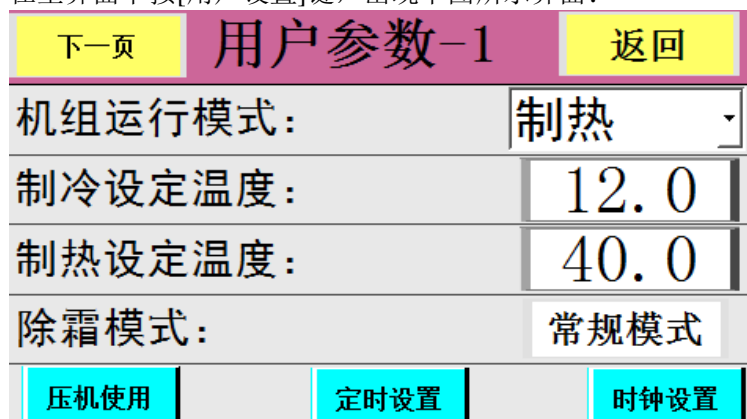 下一页 用户参数-1 返回
机组运行模式： 制热
制冷设定温度： 12.0
制热设定温度： 40.0
除霜模式： 常规模式
压机使用 定时设置 时钟设置